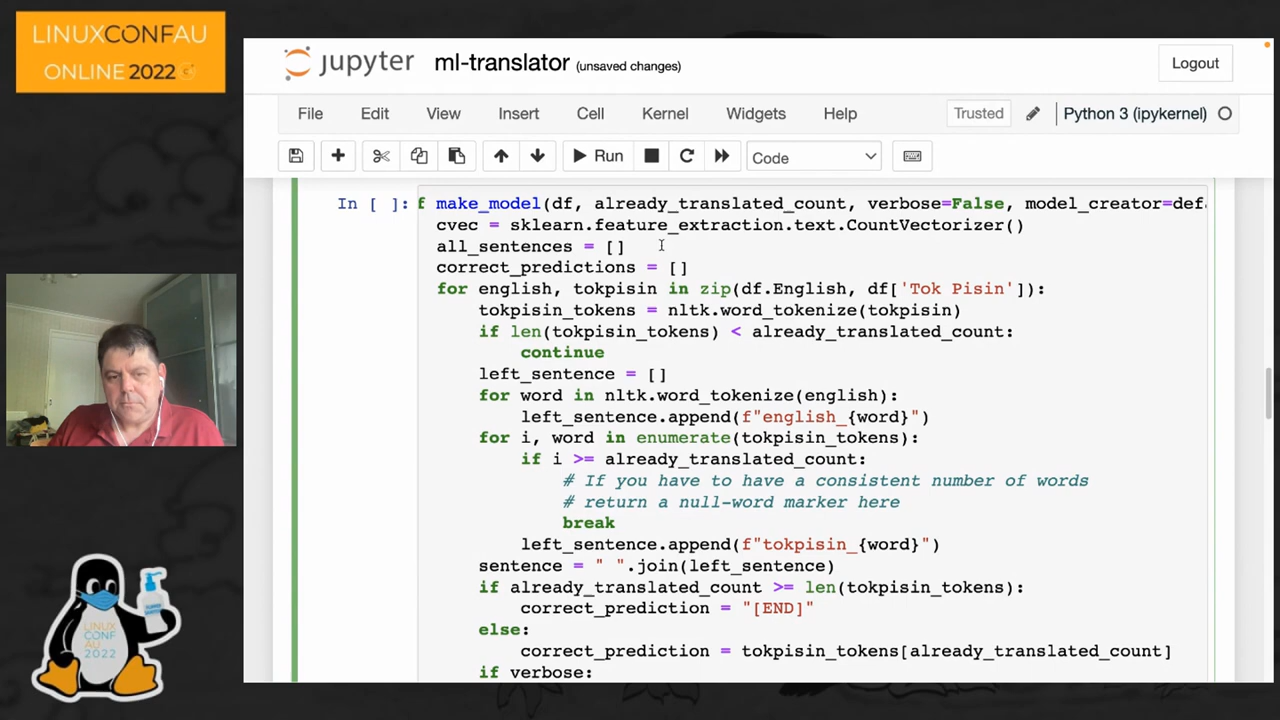 LINUXCONFAU
ONLINE 2022
jupyter ml-translator (unsaved changes)
Logout
File Edit View Insert Cell Kernel Widgets Help
Trusted
Python 3 (ipykernel)
Run
Code
In [ ]: f make_model(df, already_translated_count, verbose=False, model_creator=def
cvec = sklearn.feature_extraction.text.CountVectorizer()
all_sentences = []
correct_predictions = []
for english, tokpisin in zip(df.English, df['Tok Pisin']):
tokpisin_tokens = nltk.word_tokenize(tokpisin)
if len(tokpisin_tokens) < already_translated_count:
continue
left_sentence = []
for word in nltk.word_tokenize(english):
left_sentence.append(f"english_{word}")
for i, word in enumerate(tokpisin_tokens):
if i >= already_translated_count:
# If you have to have a consistent number of words
# return a null-word marker here
break
left_sentence.append(f"tokpisin_{word}")
sentence = " ".join(left_sentence)
if already_translated_count >= len(tokpisin_tokens):
correct_prediction = "[END]"
else:
correct_prediction = tokpisin_tokens[already_translated_count]
if verbose:
LINUX
CONF
AU
2022